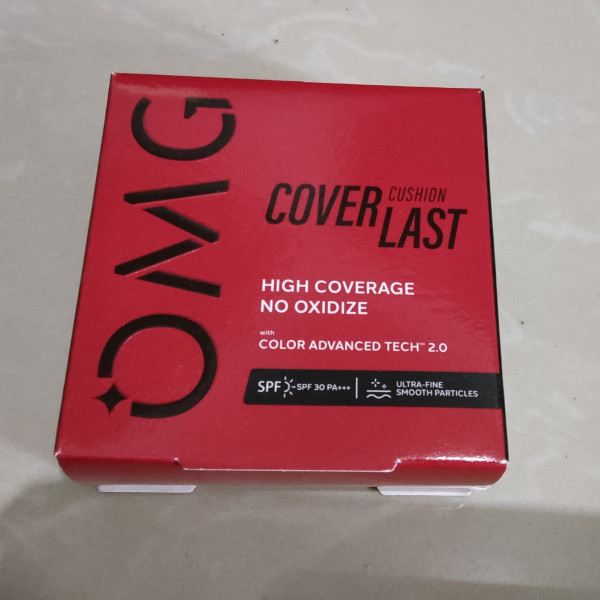 OMG
COVER CUSHION
LAST
HIGH COVERAGE
NO OXIDIZE
with
COLOR ADVANCED TECH™ 2.0
SPF -SPF 30 PA+++ | ULTRA-FINE
SMOOTH PARTICLES